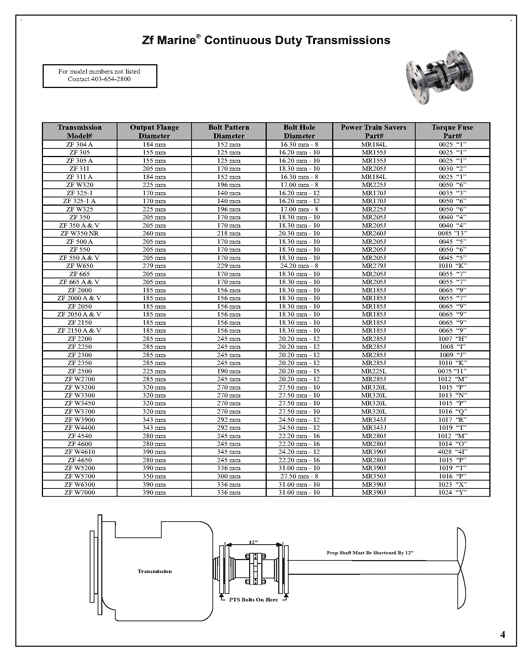 Zf Marine® Continuous Duty Transmissions
For model numbers not listed
Contact 403-654-2800
Transmission Model# Output Flange Diameter Bolt Pattern Diameter Bolt Hole Diameter Power Train Savers Part# Torque Fuse Part#
ZF 304 A 184 mm 152 mm 16.30 mm - 8 MR184L 0025 "1"
ZF 305 155 mm 125 mm 16.20 mm - 10 MR155J 0025 "1"
ZF 305 A 155 mm 125 mm 16.20 mm - 10 MR155J 0025 "1"
ZF 311 205 mm 170 mm 18.30 mm - 10 MR205J 0030 "2"
ZF 311 A 184 mm 152 mm 16.30 mm - 8 MR184L 0025 "1"
ZF W320 225 mm 196 mm 17.00 mm - 8 MR225J 0050 "6"
ZF 325-1 170 mm 140 mm 16.20 mm - 12 MR170J 0035 "3"
ZF 325-1 A 170 mm 140 mm 16.20 mm - 12 MR170J 0050 "6"
ZF W325 225 mm 196 mm 17.00 mm - 8 MR225J 0050 "6"
ZF 350 205 mm 170 mm 18.30 mm - 10 MR205J 0040 "4"
ZF 350 A & V 205 mm 170 mm 18.30 mm - 10 MR205J 0040 "4"
ZF W350 NR 260 mm 218 mm 20.30 mm - 10 MR260J 0085 "13"
ZF 500 A 205 mm 170 mm 18.30 mm - 10 MR205J 0045 "5"
ZF 550 205 mm 170 mm 18.30 mm - 10 MR205J 0050 "6"
ZF 550 A & V 205 mm 170 mm 18.30 mm - 10 MR205J 0045 "5"
ZF W650 279 mm 229 mm 24.20 mm - 8 MR279J 1010 "K"
ZF 665 205 mm 170 mm 18.30 mm - 10 MR205J 0055 "7"
ZF 665 A & V 205 mm 170 mm 18.30 mm - 10 MR205J 0055 "7"
ZF 2000 185 mm 156 mm 18.30 mm - 10 MR185J 0065 "9"
ZF 2000 A & V 185 mm 156 mm 18.30 mm - 10 MR185J 0055 "7"
ZF 2050 185 mm 156 mm 18.30 mm - 10 MR185J 0065 "9"
ZF 2050 A & V 185 mm 156 mm 18.30 mm - 10 MR185J 0065 "9"
ZF 2150 185 mm 156 mm 18.30 mm - 10 MR185J 0065 "9"
ZF 2150 A & V 185 mm 156 mm 18.30 mm - 10 MR185J 0065 "9"
ZF 2200 285 mm 245 mm 20.20 mm - 12 MR285J 1007 "H"
ZF 2250 285 mm 245 mm 20.20 mm - 12 MR285J 1008 "I"
ZF 2300 285 mm 245 mm 20.20 mm - 12 MR285J 1009 "J"
ZF 2350 285 mm 245 mm 20.20 mm - 12 MR285J 1010 "K"
ZF 2500 225 mm 190 mm 20.20 mm - 15 MR225L 0075 "11"
ZF W2700 285 mm 245 mm 20.20 mm - 12 MR285J 1012 "M"
ZF W3200 320 mm 270 mm 27.50 mm - 10 MR320L 1015 "P"
ZF W3300 320 mm 270 mm 27.50 mm - 10 MR320L 1013 "N"
ZF W3450 320 mm 270 mm 27.50 mm - 10 MR320L 1015 "P"
ZF W3700 320 mm 270 mm 27.50 mm - 10 MR320L 1016 "Q"
ZF W3900 343 mm 292 mm 24.50 mm - 12 MR343J 1017 "R"
ZF W4400 343 mm 292 mm 24.50 mm - 12 MR343J 1019 "T"
ZF 4540 280 mm 245 mm 22.20 mm - 16 MR280J 1012 "M"
ZF 4600 280 mm 245 mm 22.20 mm - 16 MR280J 1014 "O"
ZF W4610 390 mm 345 mm 24.20 mm - 12 MR390J 4028 "4I"
ZF 4650 280 mm 245 mm 22.20 mm - 16 MR280J 1015 "P"
ZF W5200 390 mm 336 mm 31.00 mm - 10 MR390J 1019 "T"
ZF W5700 350 mm 300 mm 27.50 mm - 8 MR350J 1016 "P"
ZF W6300 390 mm 336 mm 31.00 mm - 10 MR390J 1023 "X"
ZF W7000 390 mm 336 mm 31.00 mm - 10 MR390J 1024 "Y"
12"
Prop Shaft Must Be Shortened By 12"
Transmission
PTS Bolts On Here
4